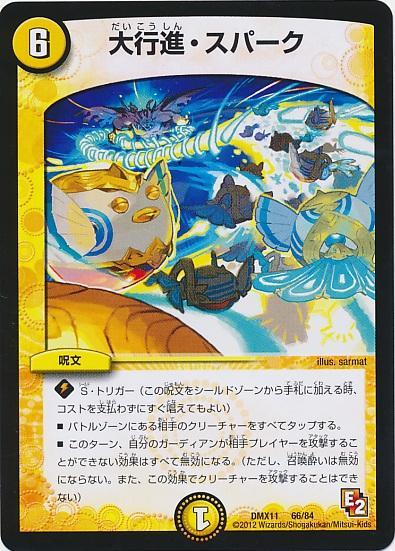 6
だいこうしん
大行進・スパーク
呪文
illus. sarmat
S・トリガー（この呪文をシールドゾーンから手札に加える時、
コストを支払わずにすぐ唱えてもよい）
■ バトルゾーンにある相手のクリーチャーをすべてタップする。
■ このターン、自分のガーディアンが相手プレイヤーを攻撃するこ
とができない効果はすべて無効になる。（ただし、召喚酔いは無効
にならない。また、この効果でクリーチャーを攻撃することはでき
ない）
1
DMX11 66/84
©2012 Wizards/Shogakukan/Mitsui-Kids
E2